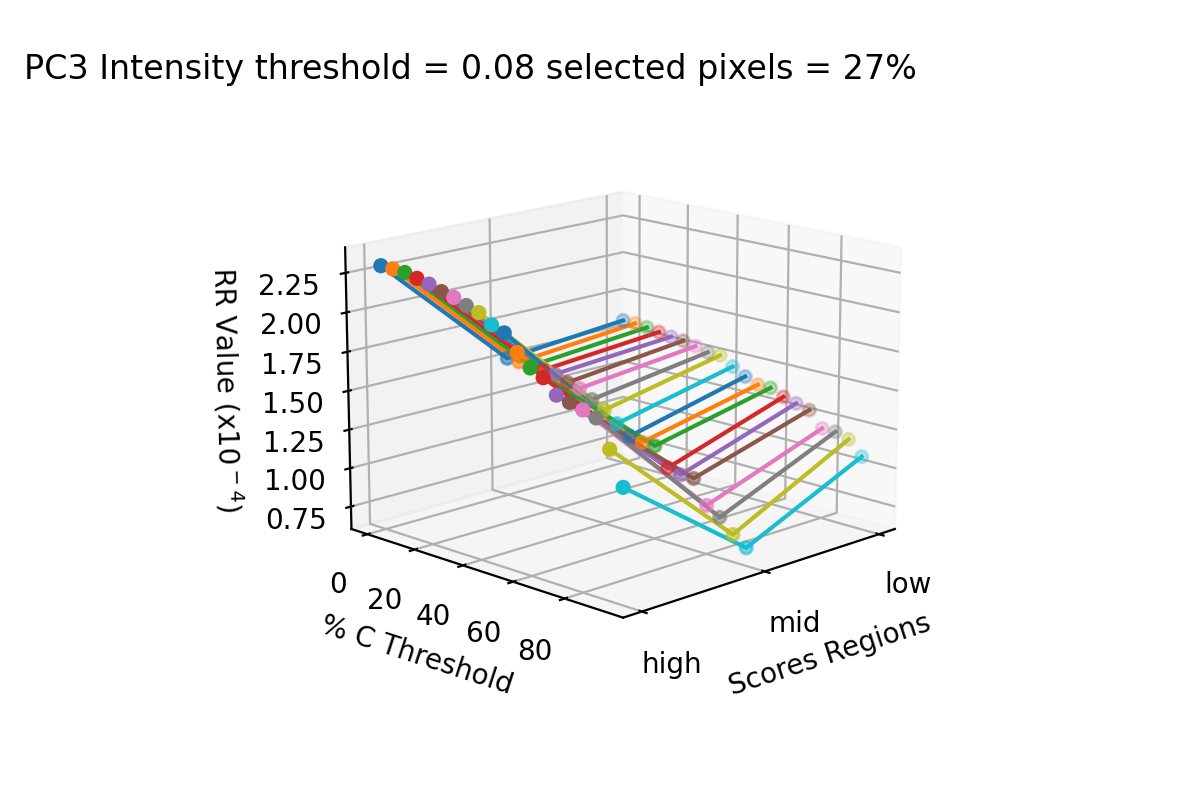 PC3 Intensity threshold = 0.08 selected pixels = 27%
RR Value (x10⁻⁴)
2.25
2.00
1.75
1.50
1.25
1.00
0.75
0
20
40
60
80
% C Threshold
high
mid
low
Scores Regions